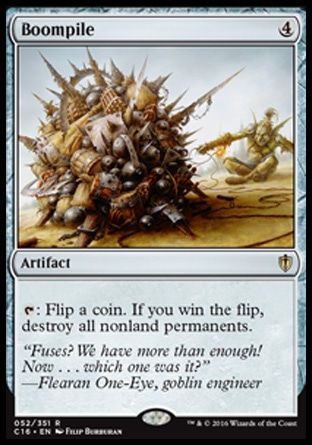 Boompile 4
Artifact
: Flip a coin. If you win the flip,
destroy all nonland permanents.
“Fuses? We have more than enough!
Now . . . which one was it?”
—Flearan One-Eye, goblin engineer
052/351 R
C16 • EN Filip Burburan
™ & © 2016 Wizards of the Coast